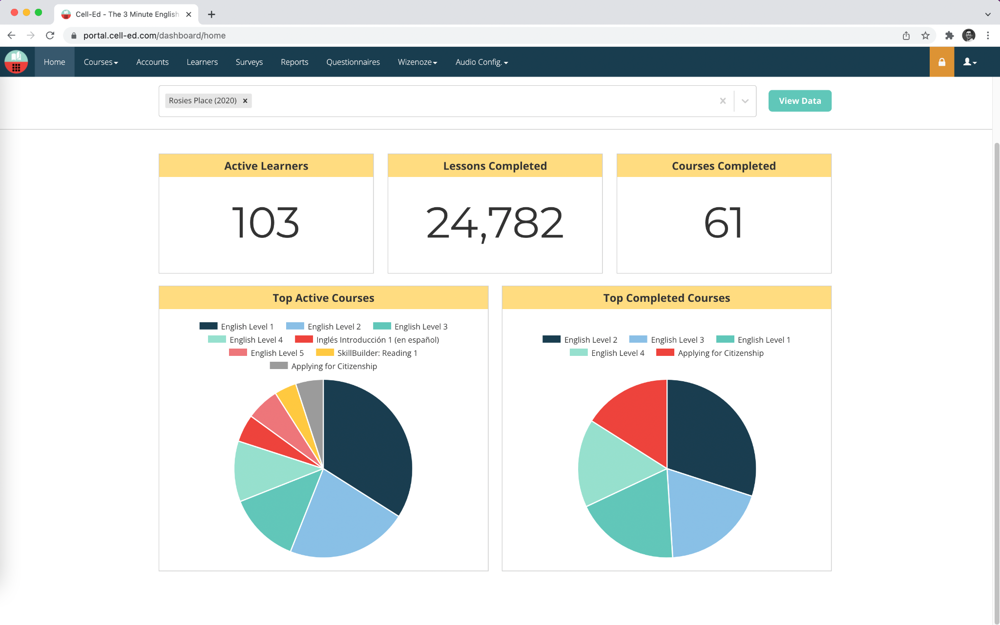 Cell-Ed - The 3 Minute English
portal.cell-ed.com/dashboard/home
Home Courses Accounts Learners Surveys Reports Questionnaires Wizenoze Audio Config.
Rosies Place (2020)
View Data
Active Learners
103
Lessons Completed
24,782
Courses Completed
61
Top Active Courses
English Level 1 English Level 2 English Level 3
English Level 4 Inglés Introducción 1 (en español)
English Level 5 SkillBuilder: Reading 1
Applying for Citizenship
Top Completed Courses
English Level 2 English Level 3 English Level 1
English Level 4 Applying for Citizenship